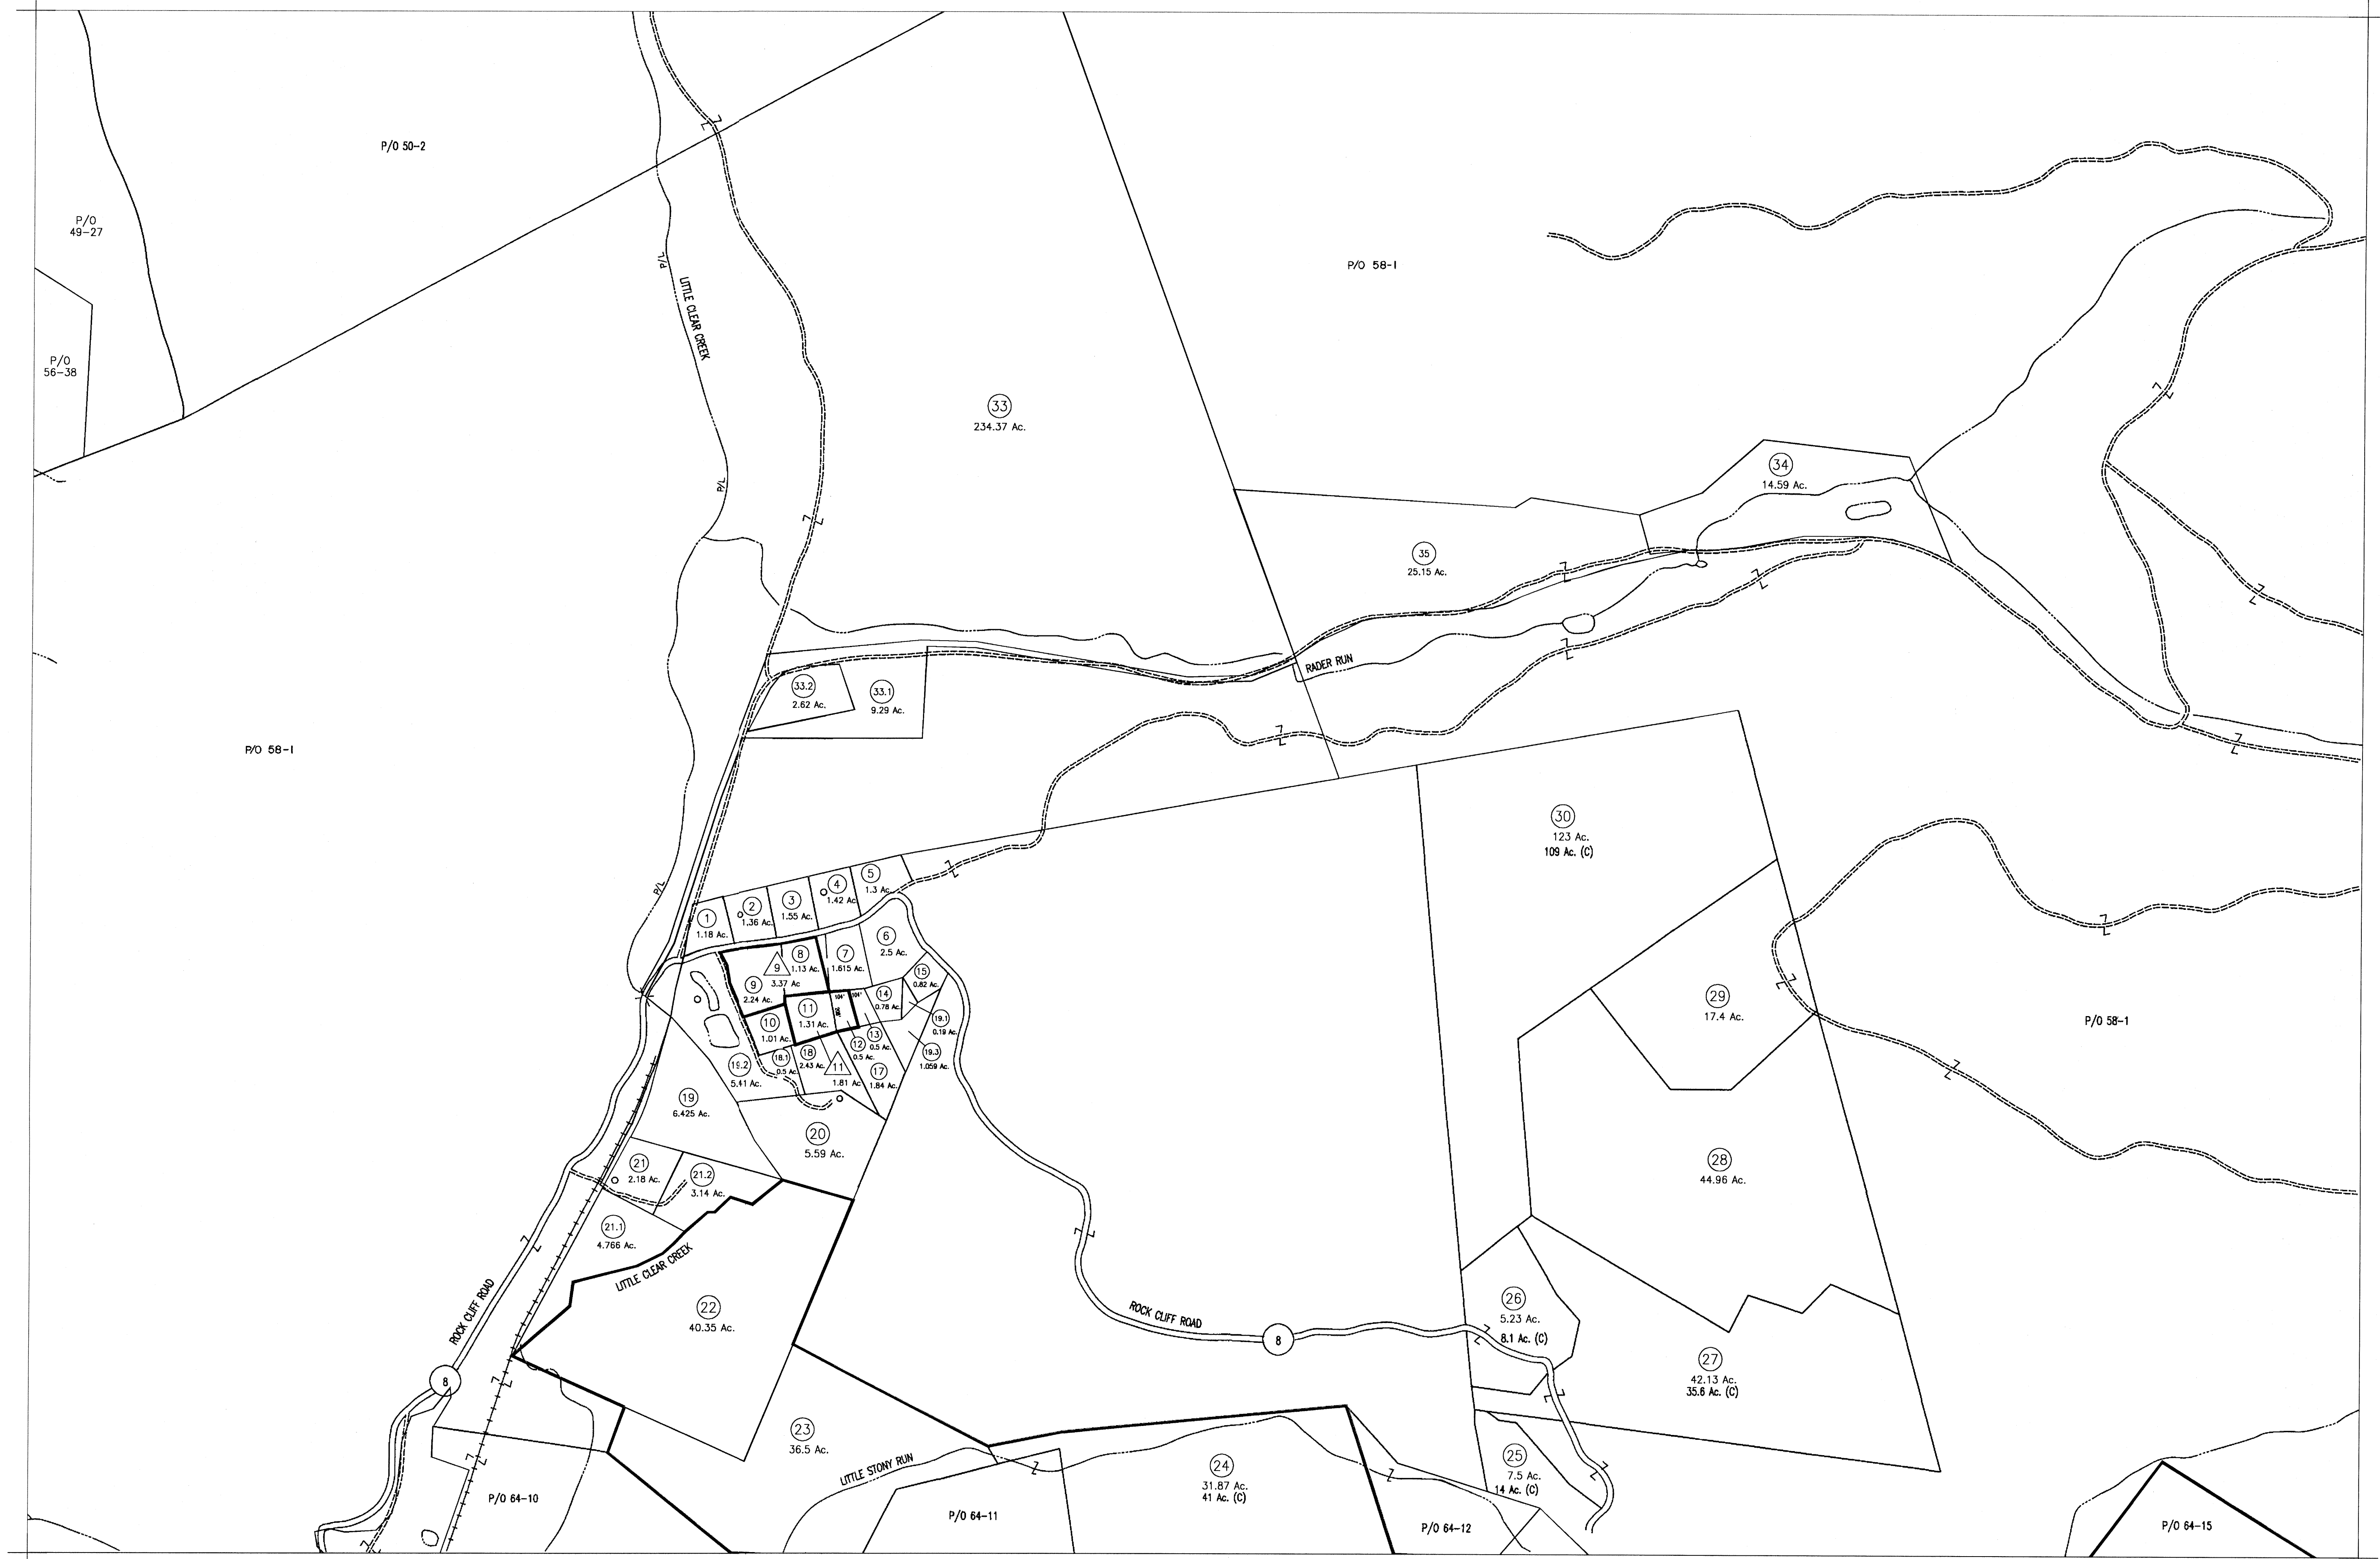 P/O 50-2
P/O
49-27
P/O
56-38
P/L
LITTLE CLEAR CREEK
P/L
33
234.37 Ac.
P/O 58-1
34
14.59 Ac.
35
25.15 Ac.
RADER RUN
33.2
2.62 Ac.
33.1
9.29 Ac.
P/O 58-1
P/L
30
123 Ac.
109 Ac. (C)
1
1.18 Ac.
2
1.36 Ac.
3
1.55 Ac.
4
1.42 Ac
5
1.3 Ac.
6
2.5 Ac.
7
1.615 Ac.
8
1.13 Ac.
9
3.37 Ac
9
2.24 Ac.
10
1.01 Ac.
11
1.31 Ac.
104'
104'
208'
12
0.5 Ac.
13
0.5 Ac.
14
0.78 Ac.
15
0.82 Ac.
19.1
0.19 Ac.
19.3
1.059 Ac.
17
1.84 Ac.
11
1.81 Ac
18
2.43 Ac.
18.1
0.5 Ac.
19.2
5.41 Ac.
19
6.425 Ac.
20
5.59 Ac.
21
2.18 Ac.
21.2
3.14 Ac.
21.1
4.766 Ac.
LITTLE CLEAR CREEK
22
40.35 Ac.
29
17.4 Ac.
P/O 58-1
28
44.96 Ac.
26
5.23 Ac.
8.1 Ac. (C)
27
42.13 Ac.
35.6 Ac. (C)
ROCK CLIFF ROAD
8
ROCK CLIFF ROAD
8
23
36.5 Ac.
LITTLE STONY RUN
24
31.87 Ac.
41 Ac. (C)
25
7.5 Ac.
14 Ac. (C)
P/O 64-10
P/O 64-11
P/O 64-12
P/O 64-15